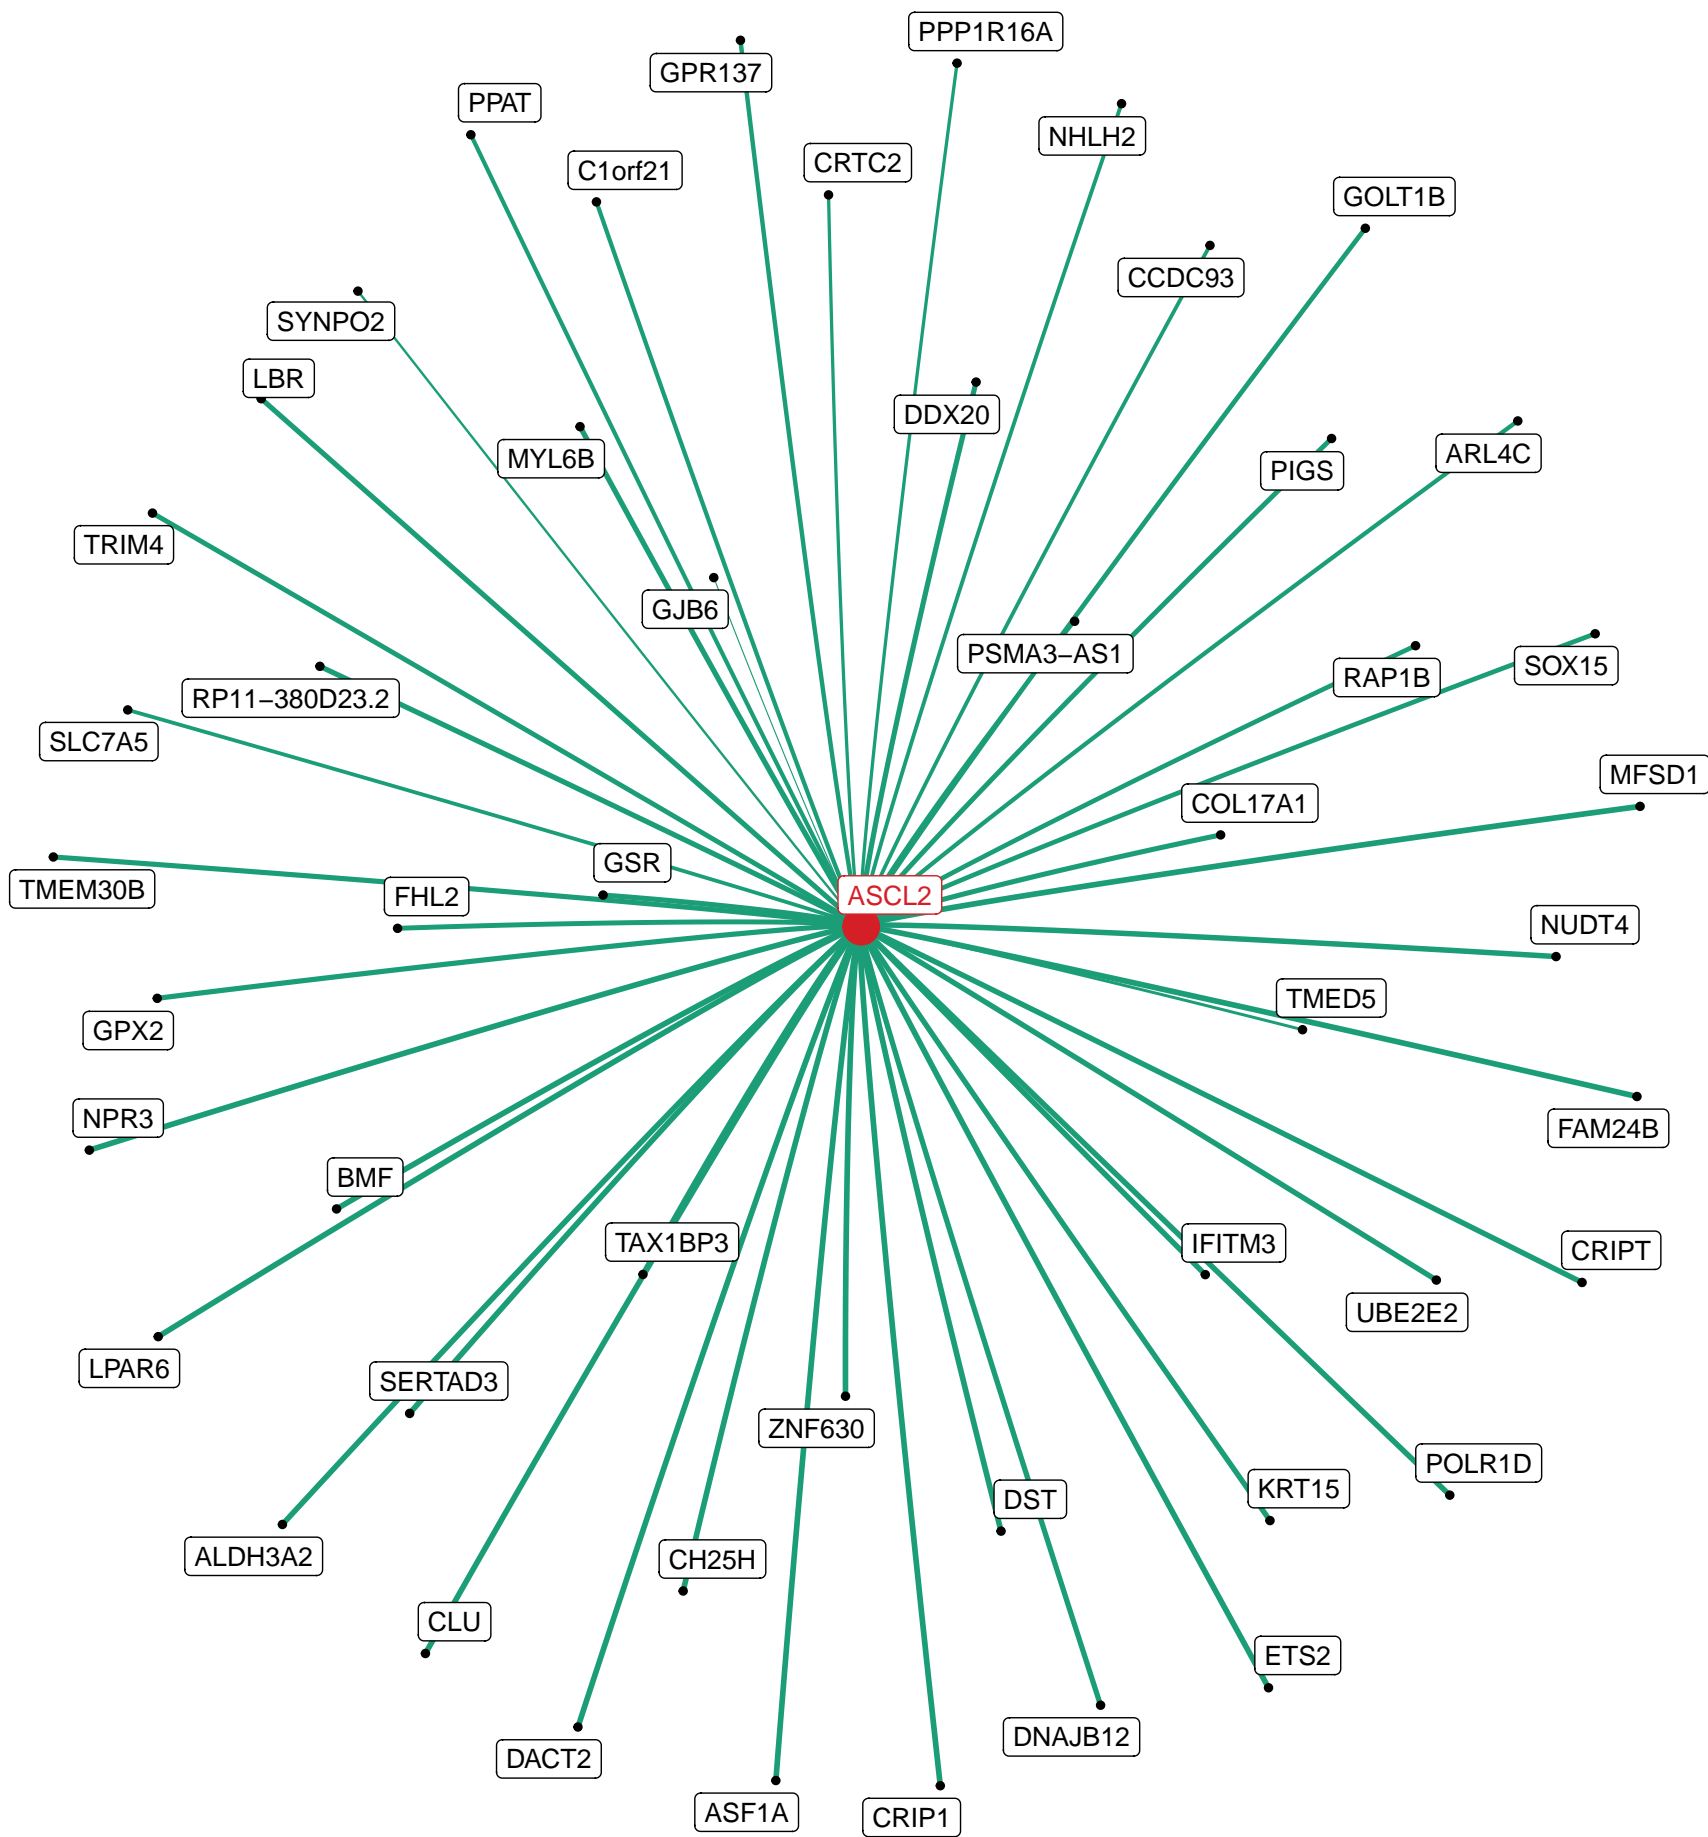 PPP1R16A
GPR137
PPAT
NHLH2
CRTC2
C1orf21
GOLT1B
CCDC93
SYNPO2
LBR
DDX20
ARL4C
MYL6B
PIGS
TRIM4
GJB6
PSMA3−AS1
SOX15
RAP1B
RP11−380D23.2
SLC7A5
MFSD1
COL17A1
GSR
TMEM30B
FHL2
ASCL2
NUDT4
TMED5
GPX2
NPR3
FAM24B
BMF
TAX1BP3
IFITM3
CRIPT
UBE2E2
LPAR6
SERTAD3
ZNF630
POLR1D
KRT15
DST
ALDH3A2
CH25H
CLU
ETS2
DNAJB12
DACT2
ASF1A
CRIP1